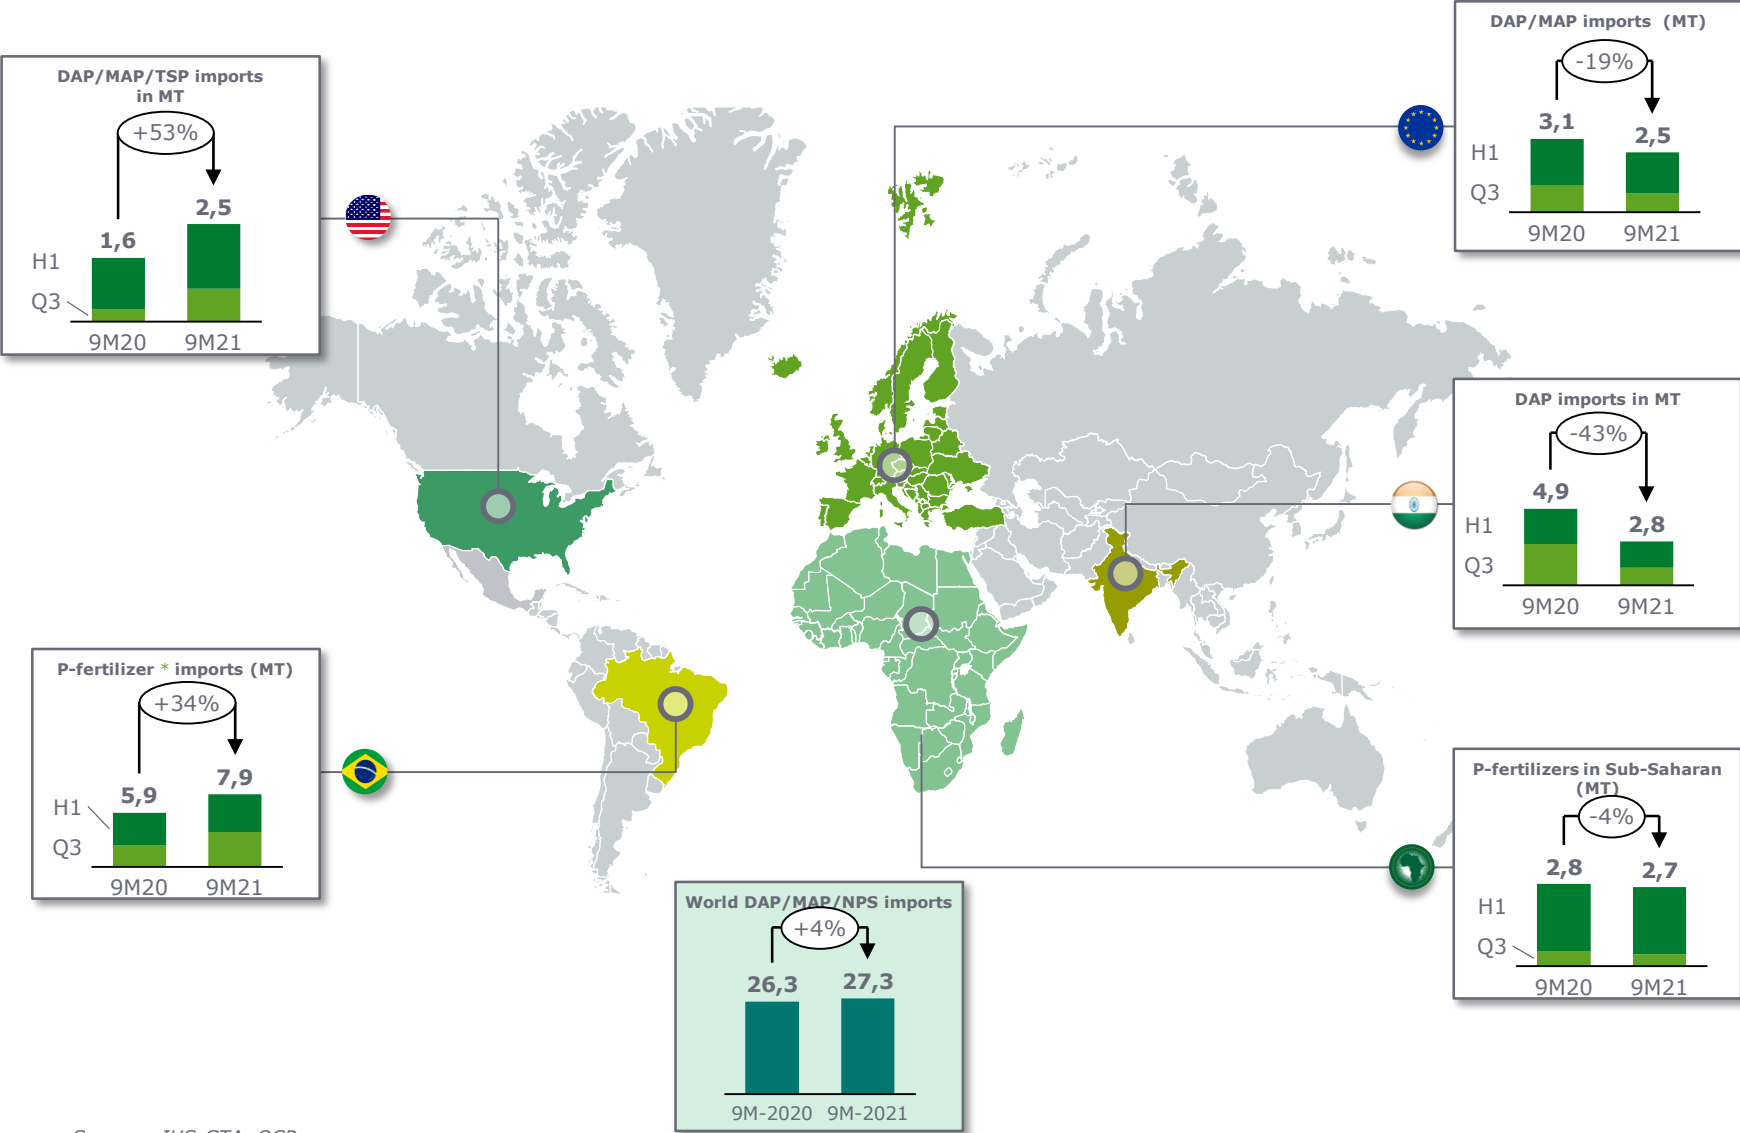 DAP/MAP/TSP imports
in MT
+53%
2,5
1,6
H1
Q3
9M20 9M21
DAP/MAP imports (MT)
-19%
3,1
2,5
H1
Q3
9M20 9M21
DAP imports in MT
-43%
4,9
2,8
H1
Q3
9M20 9M21
P-fertilizer * imports (MT)
+34%
7,9
5,9
H1
Q3
9M20 9M21
P-fertilizers in Sub-Saharan
(MT)
-4%
2,8 2,7
H1
Q3
9M20 9M21
World DAP/MAP/NPS imports
+4%
26,3 27,3
9M-2020 9M-2021